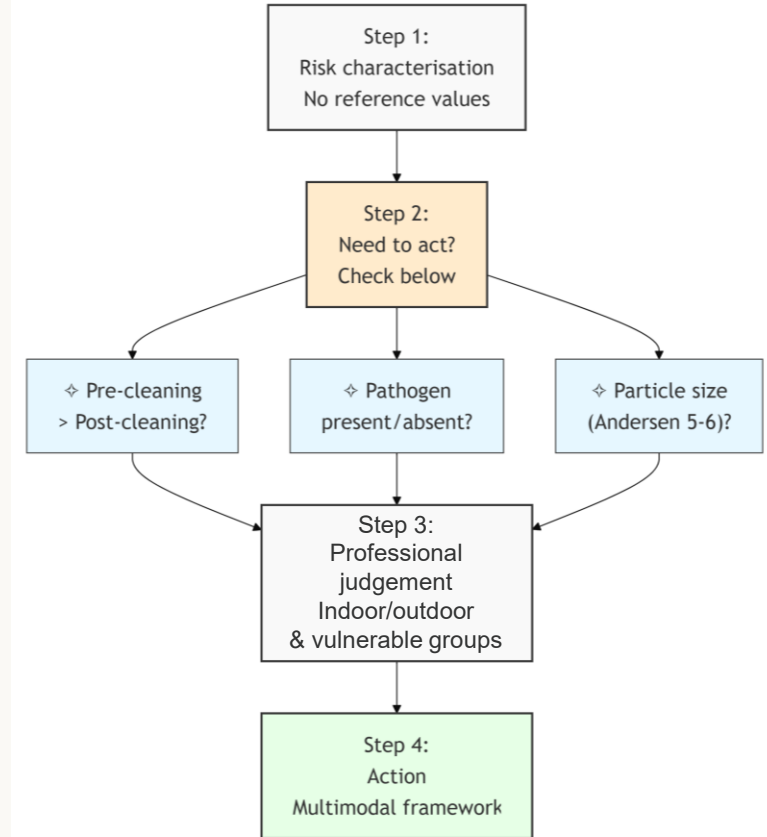 Step 1:
Risk characterisation
No reference values
Step 2:
Need to act?
Check below
✧ Pre-cleaning
> Post-cleaning?
✧ Pathogen
present/absent?
✧ Particle size
(Andersen 5-6)?
Step 3:
Professional
judgement
Indoor/outdoor
& vulnerable groups
Step 4:
Action
Multimodal framework